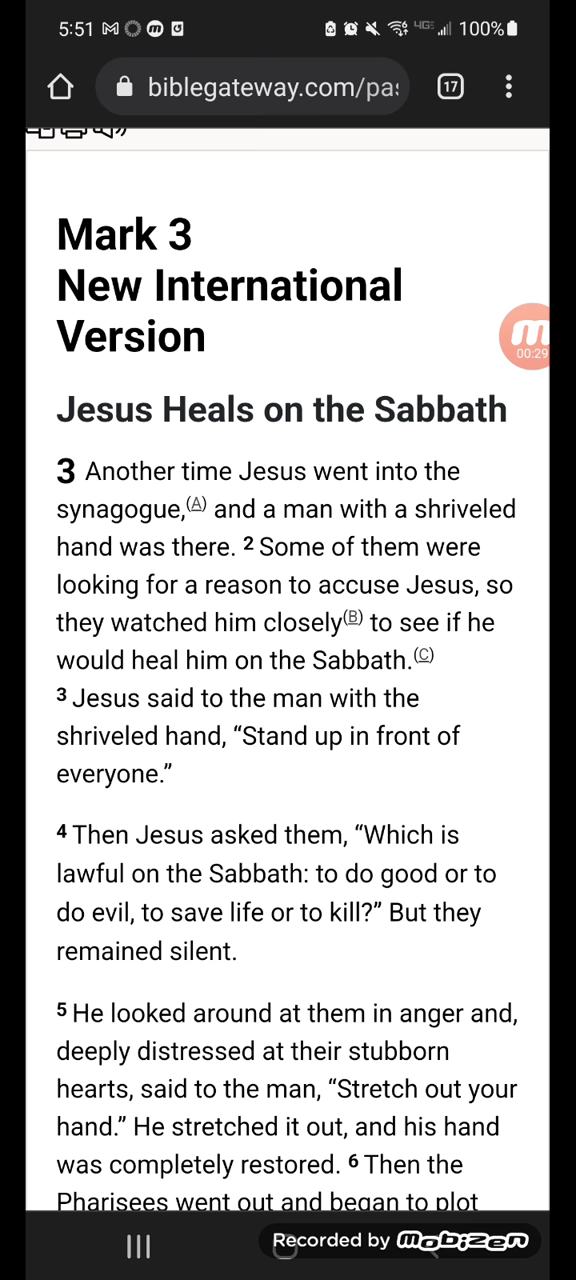 5:51 4GE 100%
biblegateway.com/pa
17
Mark 3
New International
Version
00:29
Jesus Heals on the Sabbath
3 Another time Jesus went into the
synagogue,(A) and a man with a shriveled
hand was there. 2 Some of them were
looking for a reason to accuse Jesus, so
they watched him closely(B) to see if he
would heal him on the Sabbath.(C)
3 Jesus said to the man with the
shriveled hand, “Stand up in front of
everyone.”
4 Then Jesus asked them, “Which is
lawful on the Sabbath: to do good or to
do evil, to save life or to kill?” But they
remained silent.
5 He looked around at them in anger and,
deeply distressed at their stubborn
hearts, said to the man, “Stretch out your
hand.” He stretched it out, and his hand
was completely restored. 6 Then the
Pharisees went out and began to plot
Recorded by mobizen